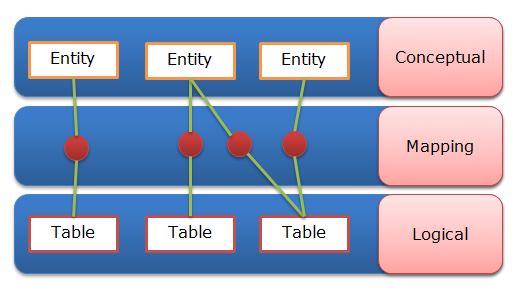 Entity Entity Entity Conceptual
Mapping
Table Table Table Logical